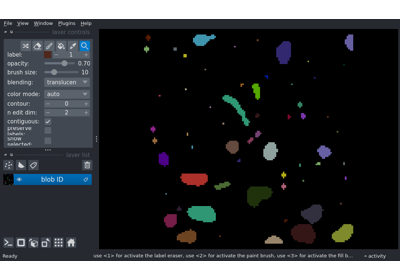 File View Window Plugins Help
layer controls
label: 1
opacity: 0.70
brush size: 10
blending: translucen
color mode: auto
contour: 0
n edit dim: 2
contiguous: ✓
preserve
labels:
show
selected:
layer list
blob ID
Ready use <1> for activate the label eraser, use <2> for activate the paint brush, use <3> for activate the fill b... activity